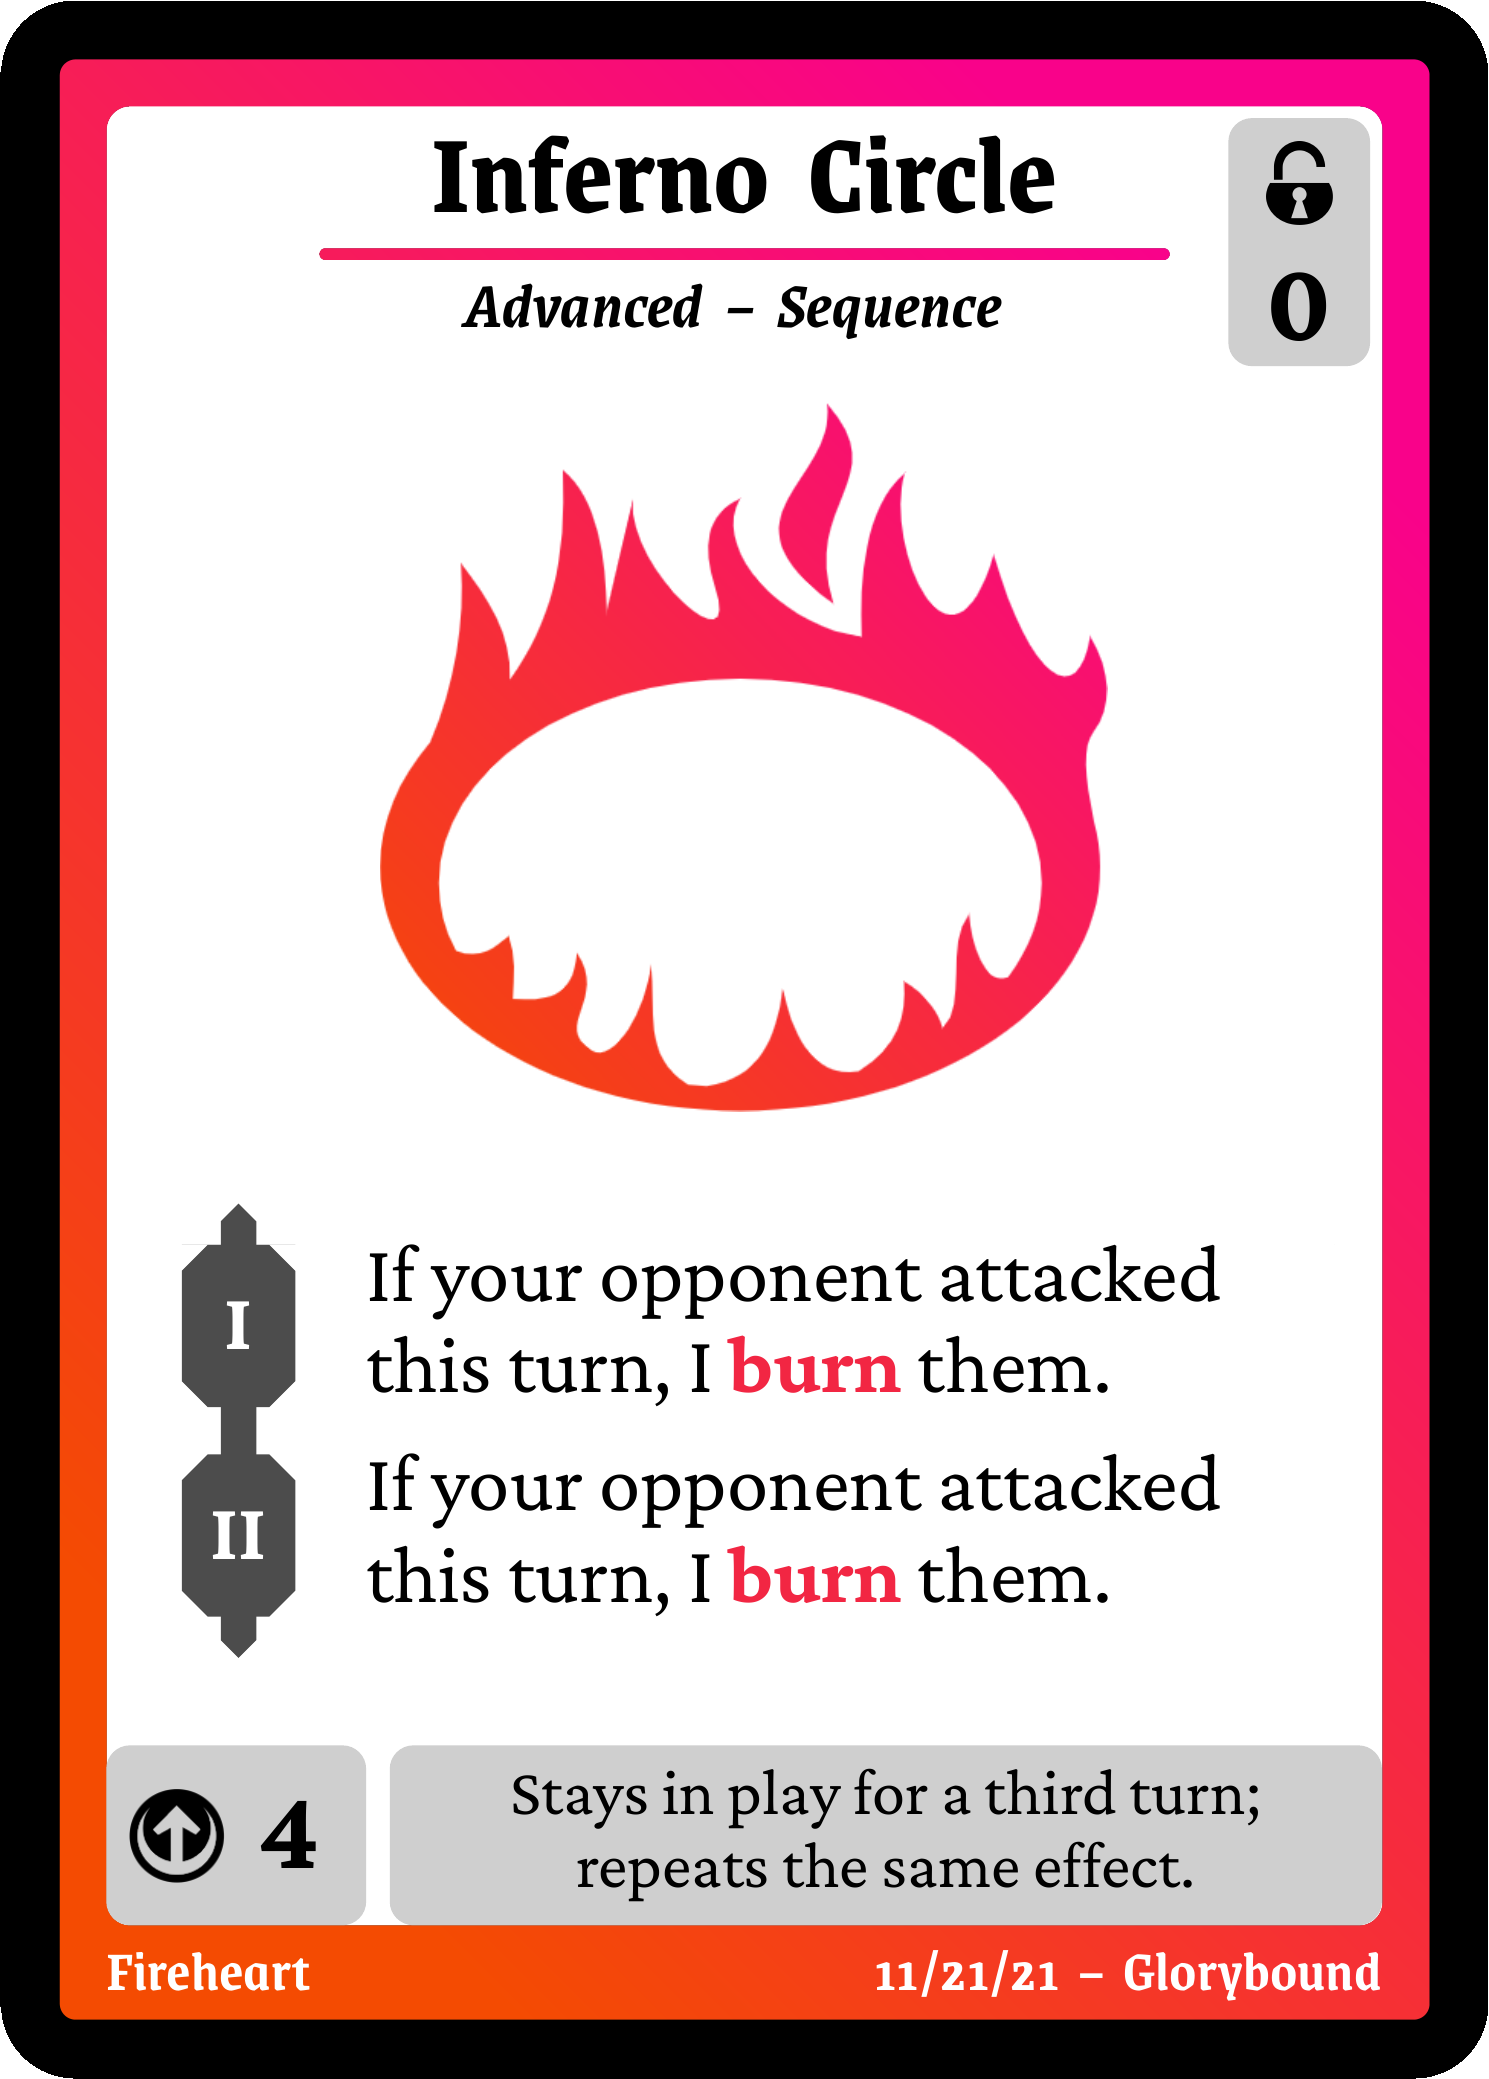 Inferno Circle
Advanced – Sequence
0
I
If your opponent attacked
this turn, I burn them.
II
If your opponent attacked
this turn, I burn them.
4
Stays in play for a third turn;
repeats the same effect.
Fireheart
11/21/21 – Glorybound